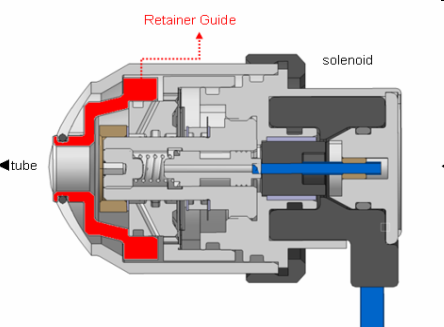 Retainer Guide
solenoid
tube